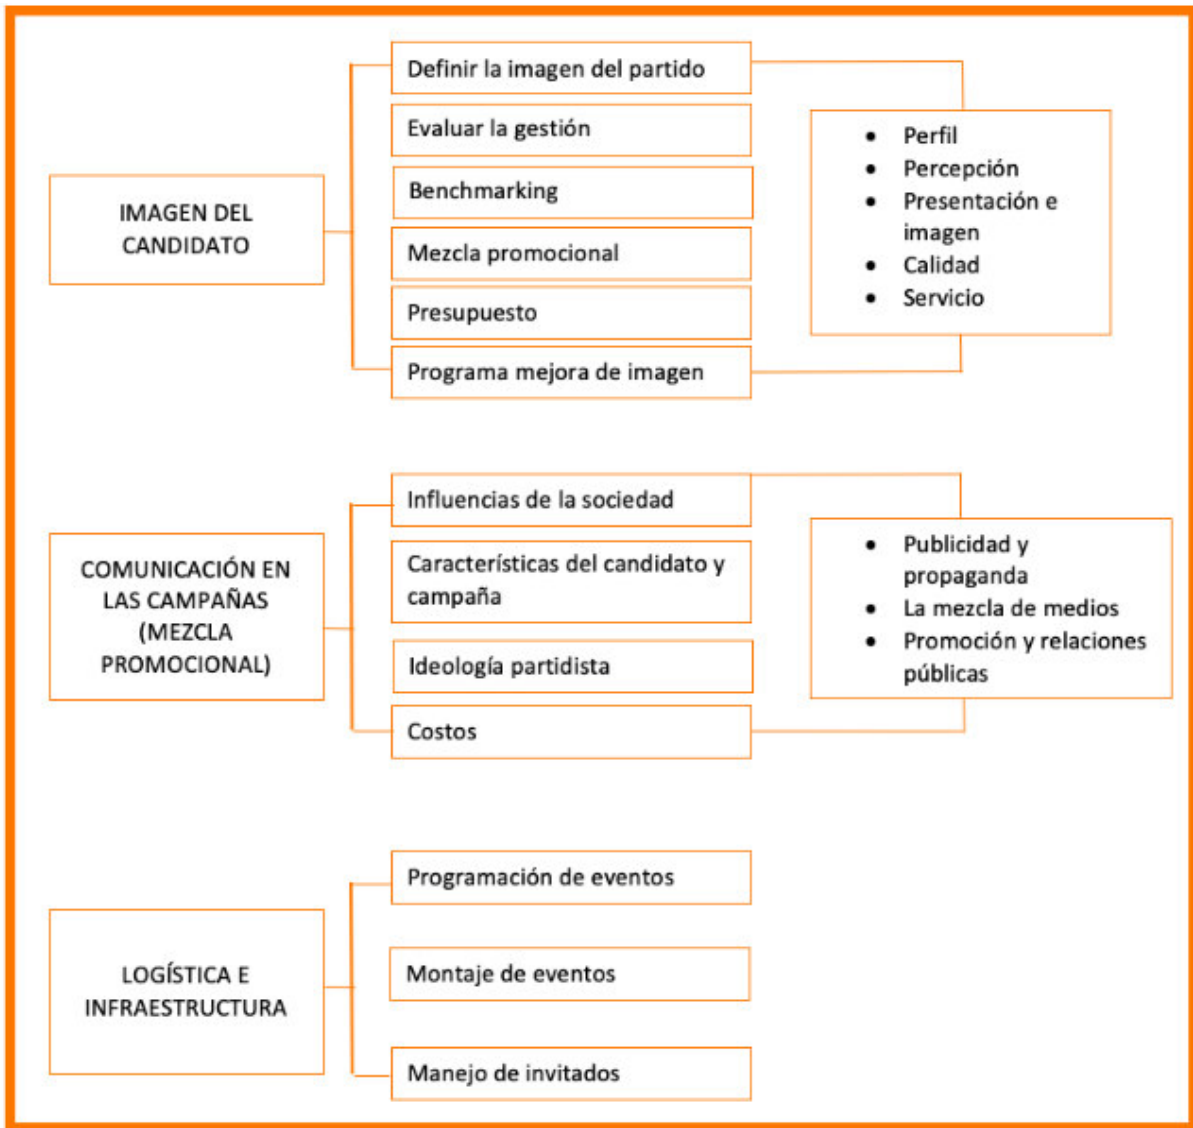 IMAGEN DEL
CANDIDATO
Definir la imagen del partido
Evaluar la gestión
Benchmarking
Mezcla promocional
Presupuesto
Programa mejora de imagen
• Perfil
• Percepción
• Presentación e
imagen
• Calidad
• Servicio
COMUNICACIÓN EN
LAS CAMPAÑAS
(MEZCLA
PROMOCIONAL)
Influencias de la sociedad
Características del candidato y
campaña
Ideología partidista
Costos
• Publicidad y
propaganda
• La mezcla de medios
• Promoción y relaciones
públicas
LOGÍSTICA E
INFRAESTRUCTURA
Programación de eventos
Montaje de eventos
Manejo de invitados